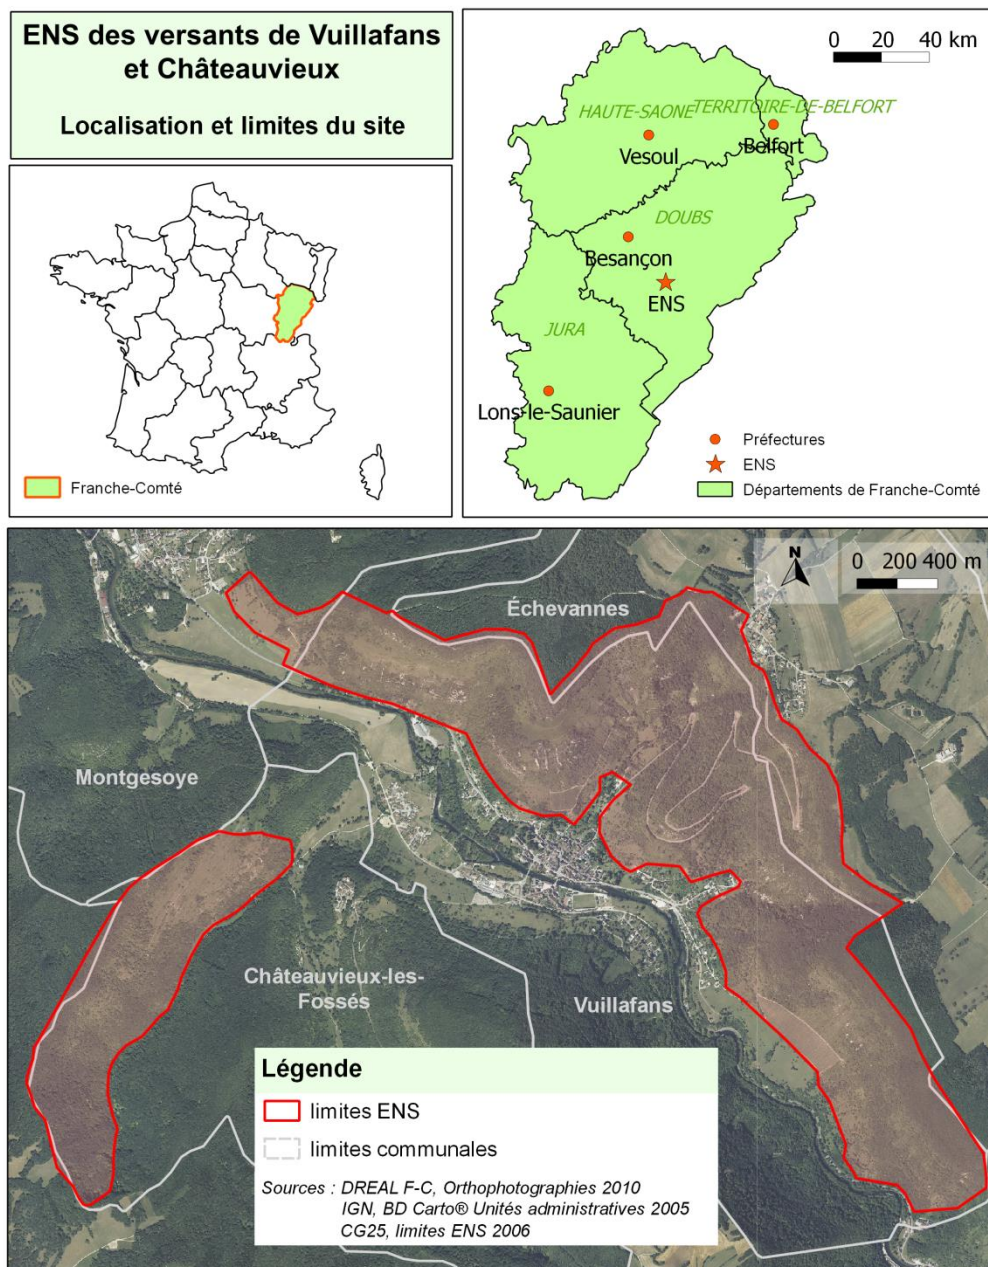 ENS des versants de Vuillafans
et Châteauvieux
Localisation et limites du site
Franche-Comté
0 20 40 km
HAUTE-SAONE
TERRITOIRE-DE-BELFORT
Vesoul
Belfort
DOUBS
Besançon
ENS
JURA
Lons-le-Saunier
Préfectures
ENS
Départements de Franche-Comté
N
0 200 400 m
Échevannes
Montgesoye
Châteauvieux-les-
Fossés
Vuillafans
Légende
limites ENS
limites communales
Sources : DREAL F-C, Orthophotographies 2010
IGN, BD Carto® Unités administratives 2005
CG25, limites ENS 2006